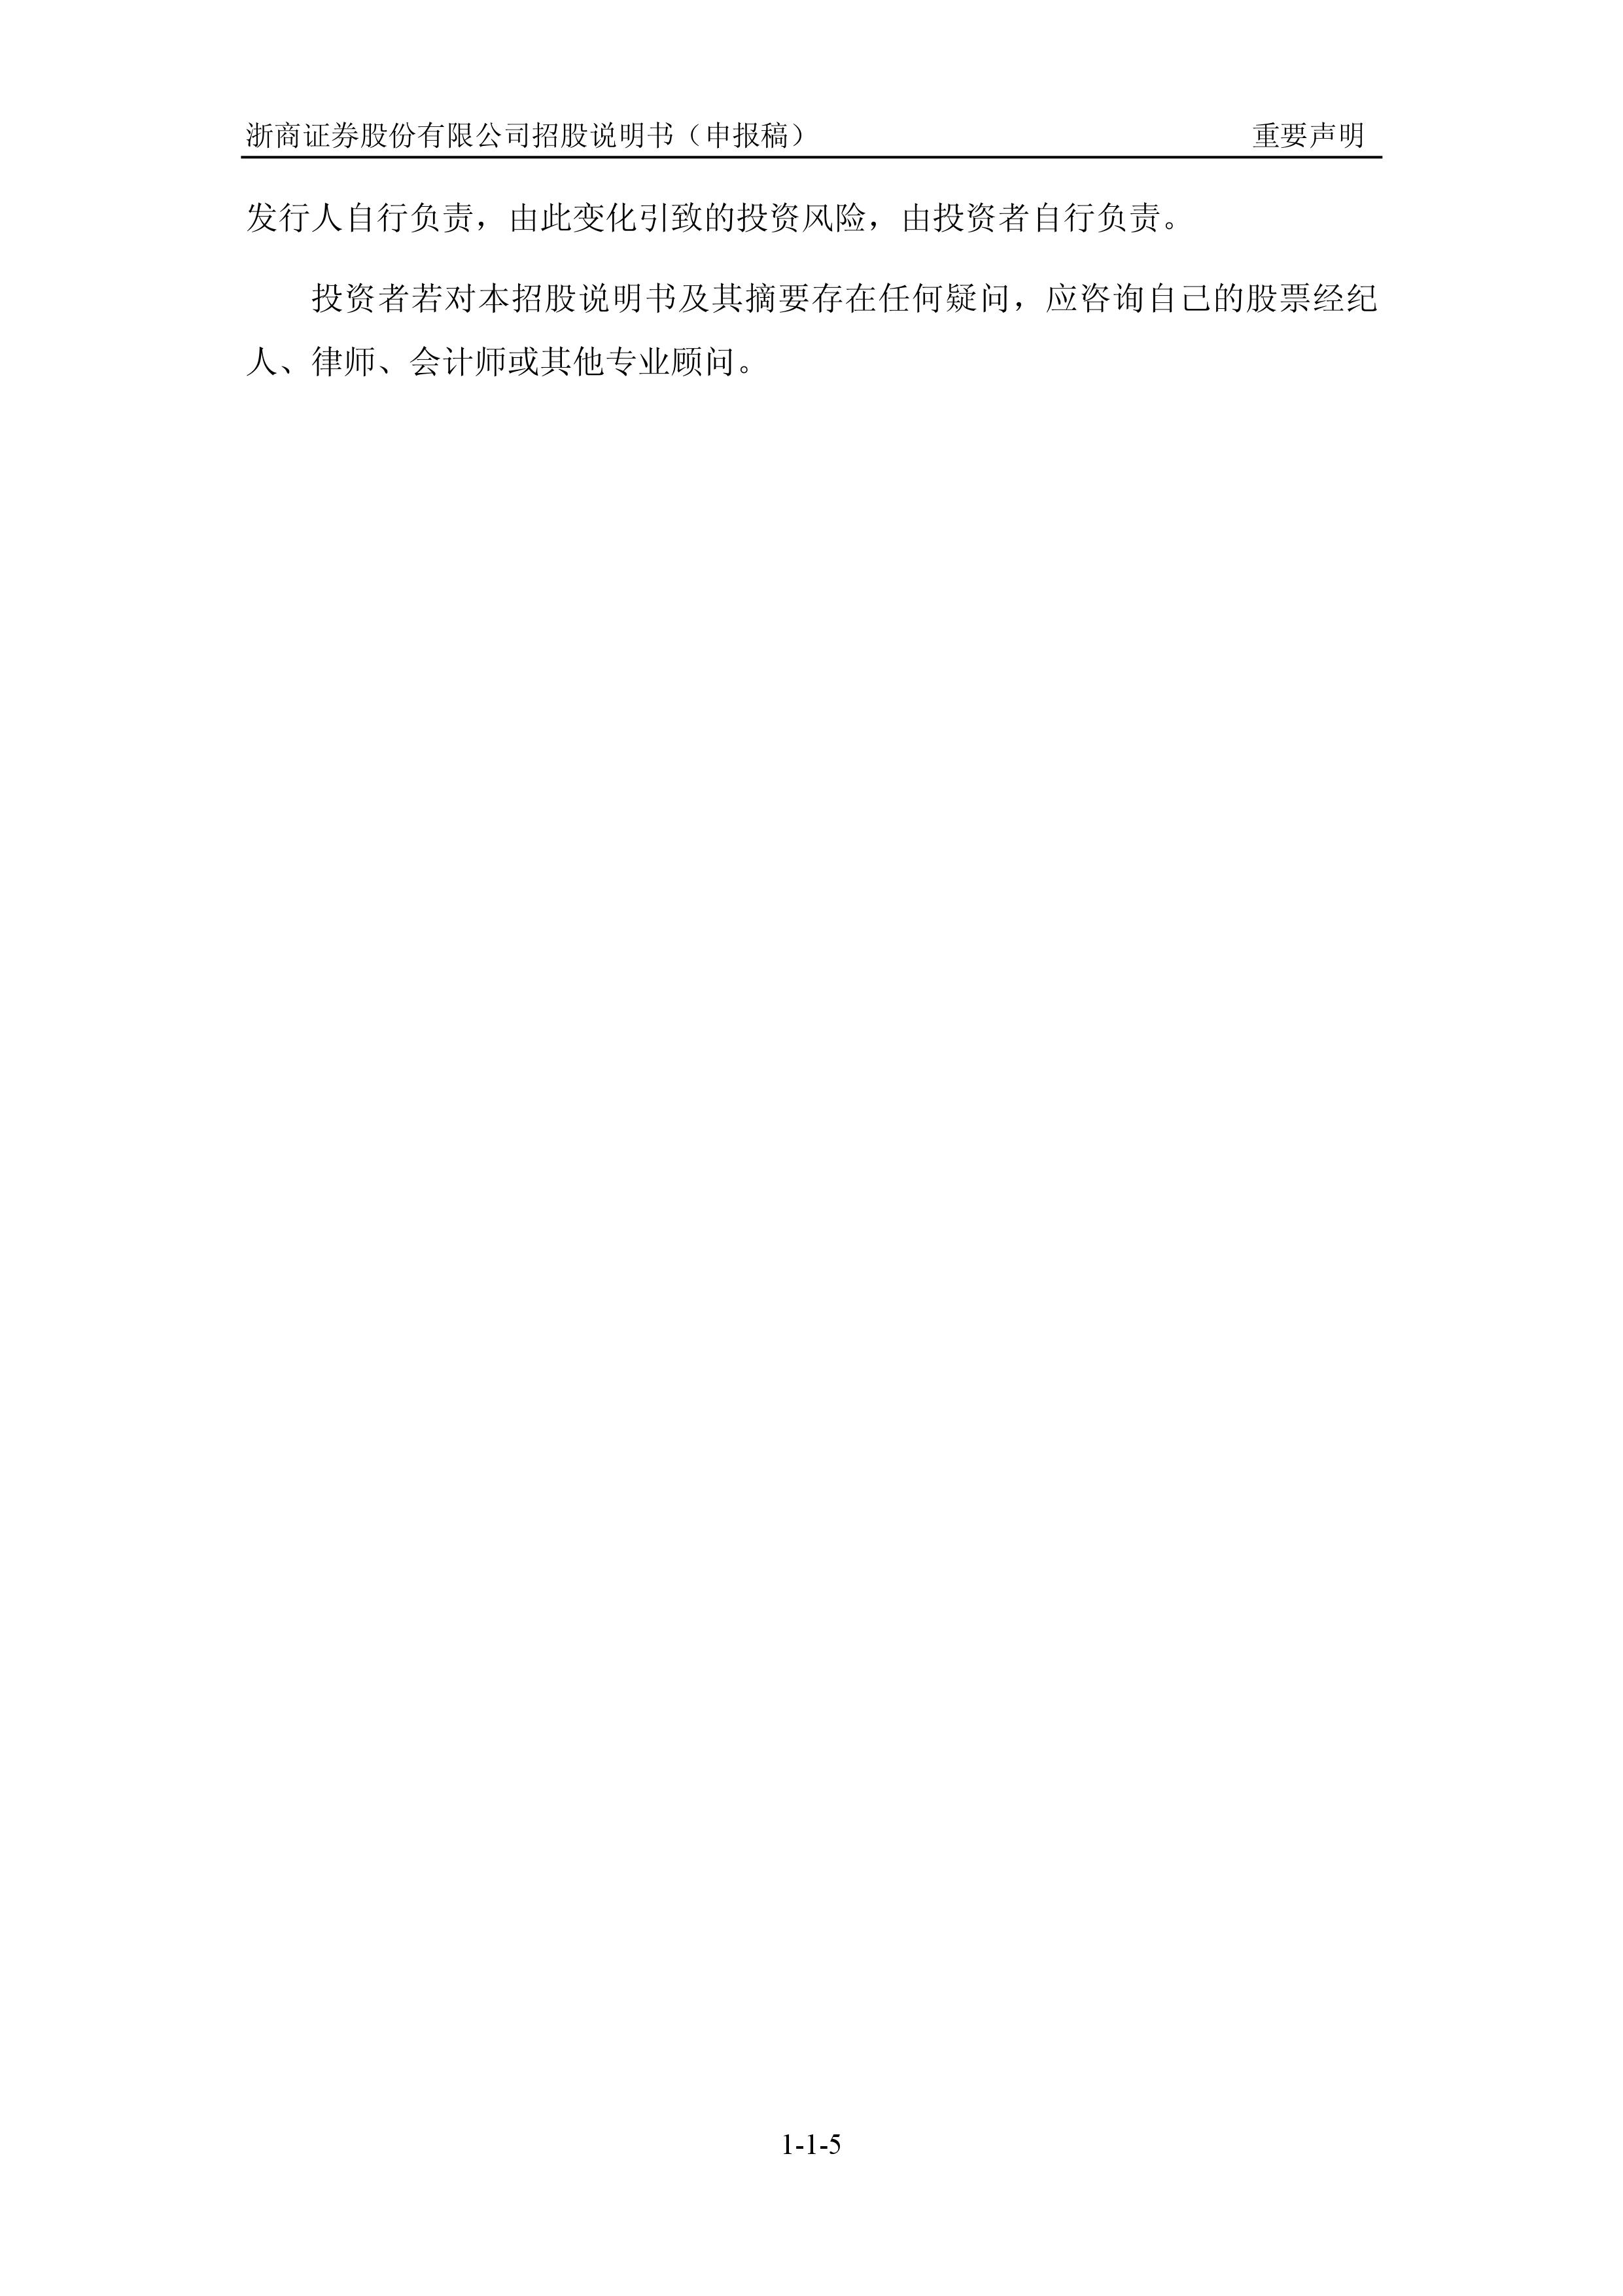 浙商证券股份有限公司招股说明书（申报稿） 重要声明
发行人自行负责，由此变化引致的投资风险，由投资者自行负责。
投资者若对本招股说明书及其摘要存在任何疑问，应咨询自己的股票经纪
人、律师、会计师或其他专业顾问。
1-1-5